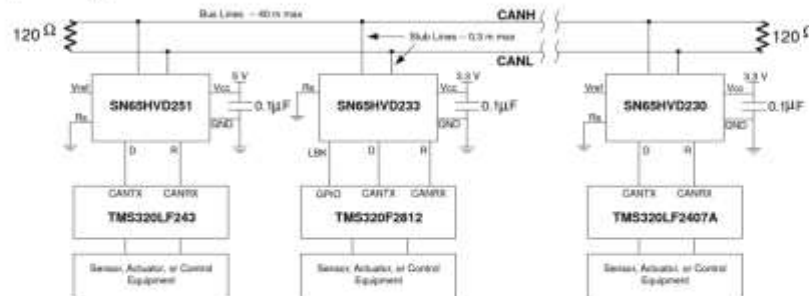 Bus Lines – 40 m max
CANH
120 Ω
Stub Lines – 0.3 m max
120 Ω
CANL
5 V
3.3 V
3.3 V
Vref
Vcc
Rs
Vcc
Vref
Vcc
SN65HVD251
0.1µF
SN65HVD233
0.1µF
SN65HVD230
0.1µF
Rs
GND
GND
Rs
GND
D
R
LBK
D
R
D
R
CANTX
CANRX
GPIO
CANTX
CANRX
CANTX
CANRX
TMS320LF243
TMS320F2812
TMS320LF2407A
Sensor, Actuator, or Control
Equipment
Sensor, Actuator, or Control
Equipment
Sensor, Actuator, or Control
Equipment